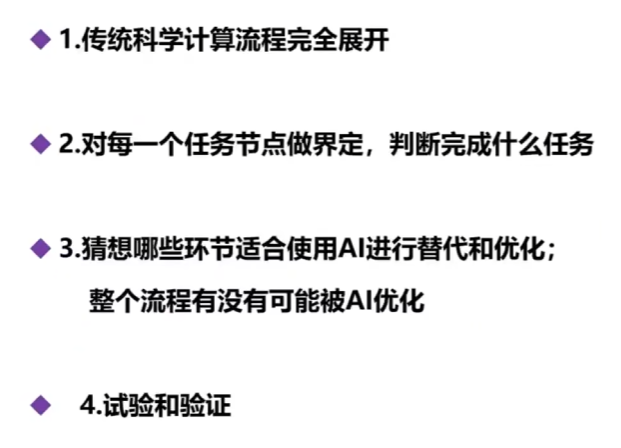 1.传统科学计算流程完全展开
2.对每一个任务节点做界定，判断完成什么任务
3.猜想哪些环节适合使用AI进行替代和优化；
整个流程有没有可能被AI优化
4.试验和验证